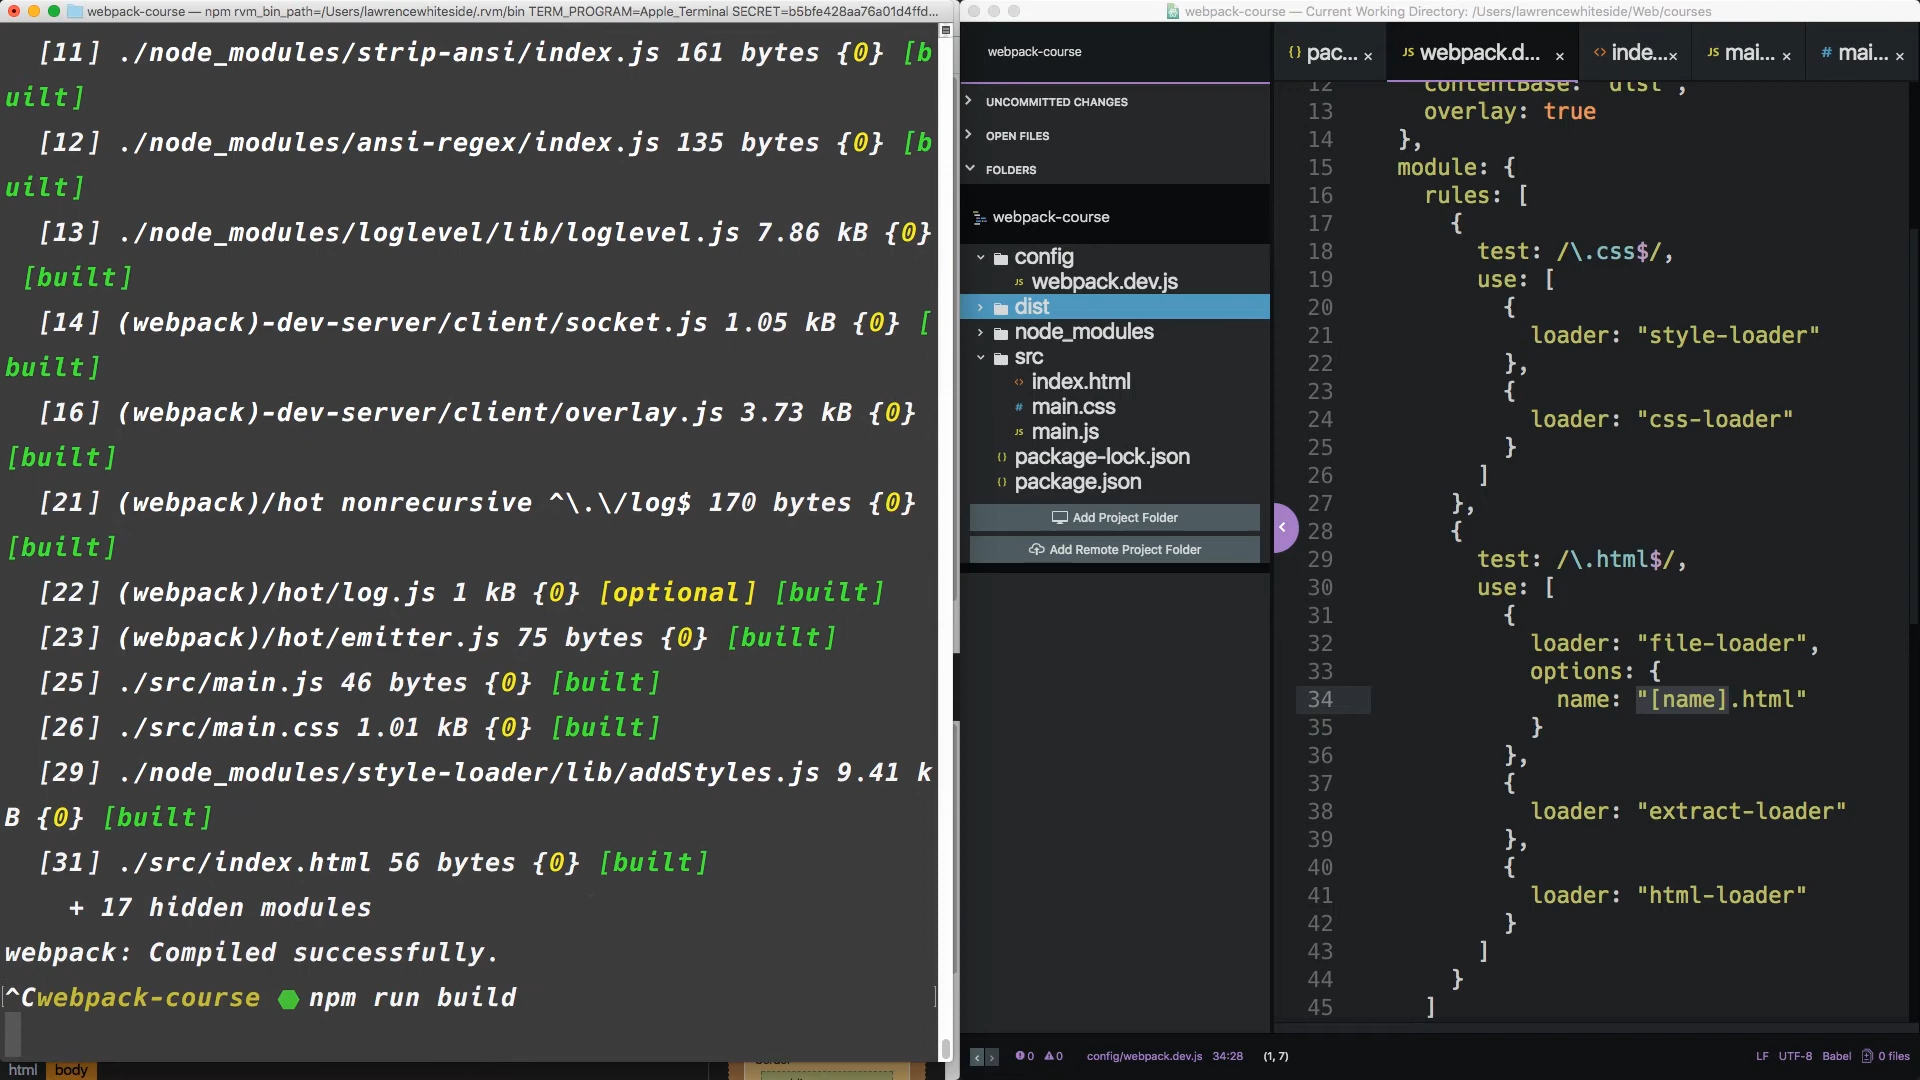 webpack-course — npm rvm_bin_path=/Users/lawrencewhiteside/.rvm/bin TERM_PROGRAM=Apple_Terminal SECRET=b5bfe428aa76a01d4ffd...
[11] ./node_modules/strip-ansi/index.js 161 bytes {0} [b
uilt]
[12] ./node_modules/ansi-regex/index.js 135 bytes {0} [b
uilt]
[13] ./node_modules/loglevel/lib/loglevel.js 7.86 kB {0}
[built]
[14] (webpack)-dev-server/client/socket.js 1.05 kB {0} [
built]
[16] (webpack)-dev-server/client/overlay.js 3.73 kB {0}
[built]
[21] (webpack)/hot nonrecursive ^\.\/log$ 170 bytes {0}
[built]
[22] (webpack)/hot/log.js 1 kB {0} [optional] [built]
[23] (webpack)/hot/emitter.js 75 bytes {0} [built]
[25] ./src/main.js 46 bytes {0} [built]
[26] ./src/main.css 1.01 kB {0} [built]
[29] ./node_modules/style-loader/lib/addStyles.js 9.41 k
B {0} [built]
[31] ./src/index.html 56 bytes {0} [built]
+ 17 hidden modules
webpack: Compiled successfully.
^Cwebpack-course npm run build
html body
webpack-course — Current Working Directory: /Users/lawrencewhiteside/Web/courses
webpack-course
UNCOMMITTED CHANGES
OPEN FILES
FOLDERS
webpack-course
config
JS webpack.dev.js
dist
node_modules
src
<> index.html
# main.css
JS main.js
{} package-lock.json
{} package.json
Add Project Folder
Add Remote Project Folder
{} pac... × JS webpack.d... × <> inde...× JS mai... × # mai... ×
12 contentBase: "dist",
13 overlay: true
14 },
15 module: {
16 rules: [
17 {
18 test: /\.css$/,
19 use: [
20 {
21 loader: "style-loader"
22 },
23 {
24 loader: "css-loader"
25 }
26 ]
27 },
28 {
29 test: /\.html$/,
30 use: [
31 {
32 loader: "file-loader",
33 options: {
34 name: "[name].html"
35 }
36 },
37 {
38 loader: "extract-loader"
39 },
40 {
41 loader: "html-loader"
42 }
43 ]
44 }
45 ]
0 0 config/webpack.dev.js 34:28 (1, 7) LF UTF-8 Babel 0 files